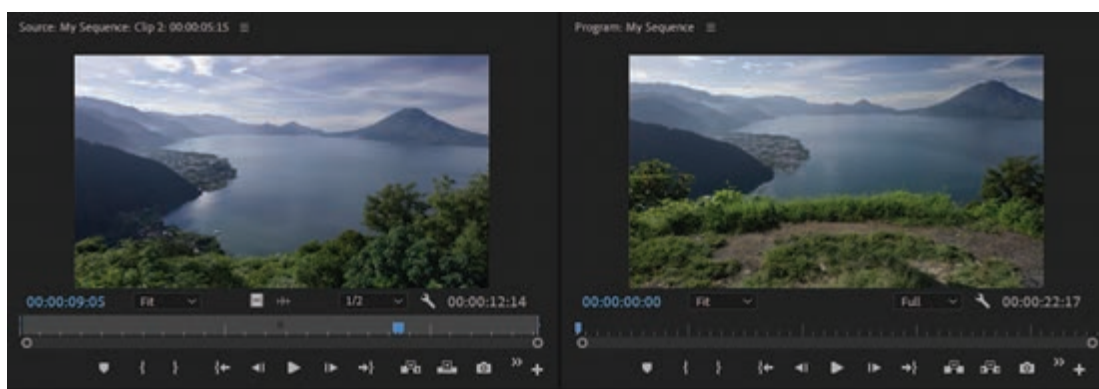 Source: My Sequence: Clip 2: 00:00:05:15
Program: My Sequence
00:00:09:05 Fit 1/2 00:00:12:14
00:00:00:00 Fit Full 00:00:22:17